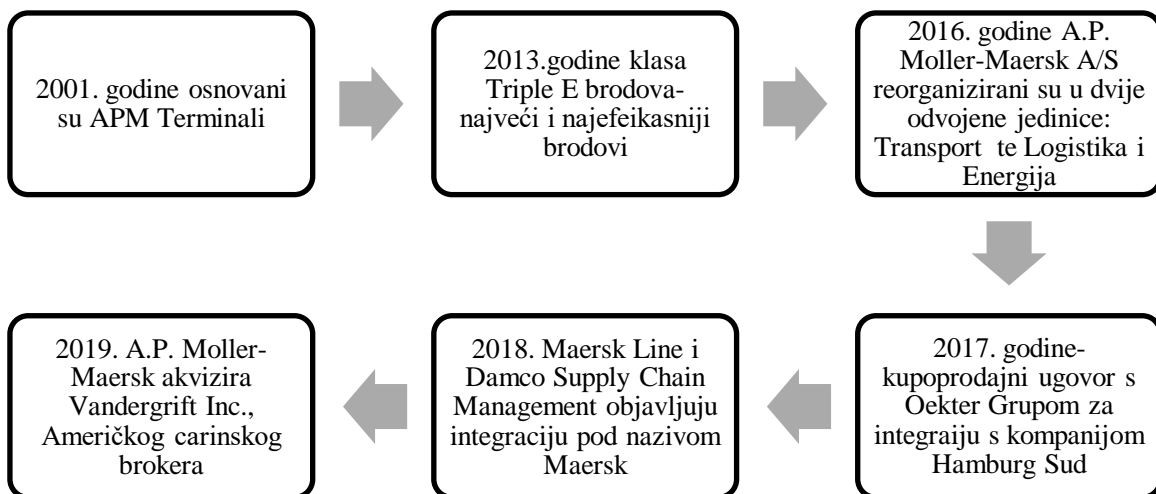 2001. godine osnovani
su APM Terminali
2013.godine klasa
Triple E brodova-
najveći i najefeikasniji
brodovi
2016. godine A.P.
Moller-Maersk A/S
reorganizirani su u dvije
odvojene jedinice:
Transport te Logistika i
Energija
2017. godine-
kupoprodajni ugovor s
Oekter Grupom za
integraiju s kompanijom
Hamburg Sud
2018. Maersk Line i
Damco Supply Chain
Management objavljuju
integraciju pod nazivom
Maersk
2019. A.P. Moller-
Maersk akvizira
Vandergrift Inc.,
Američkog carinskog
brokera